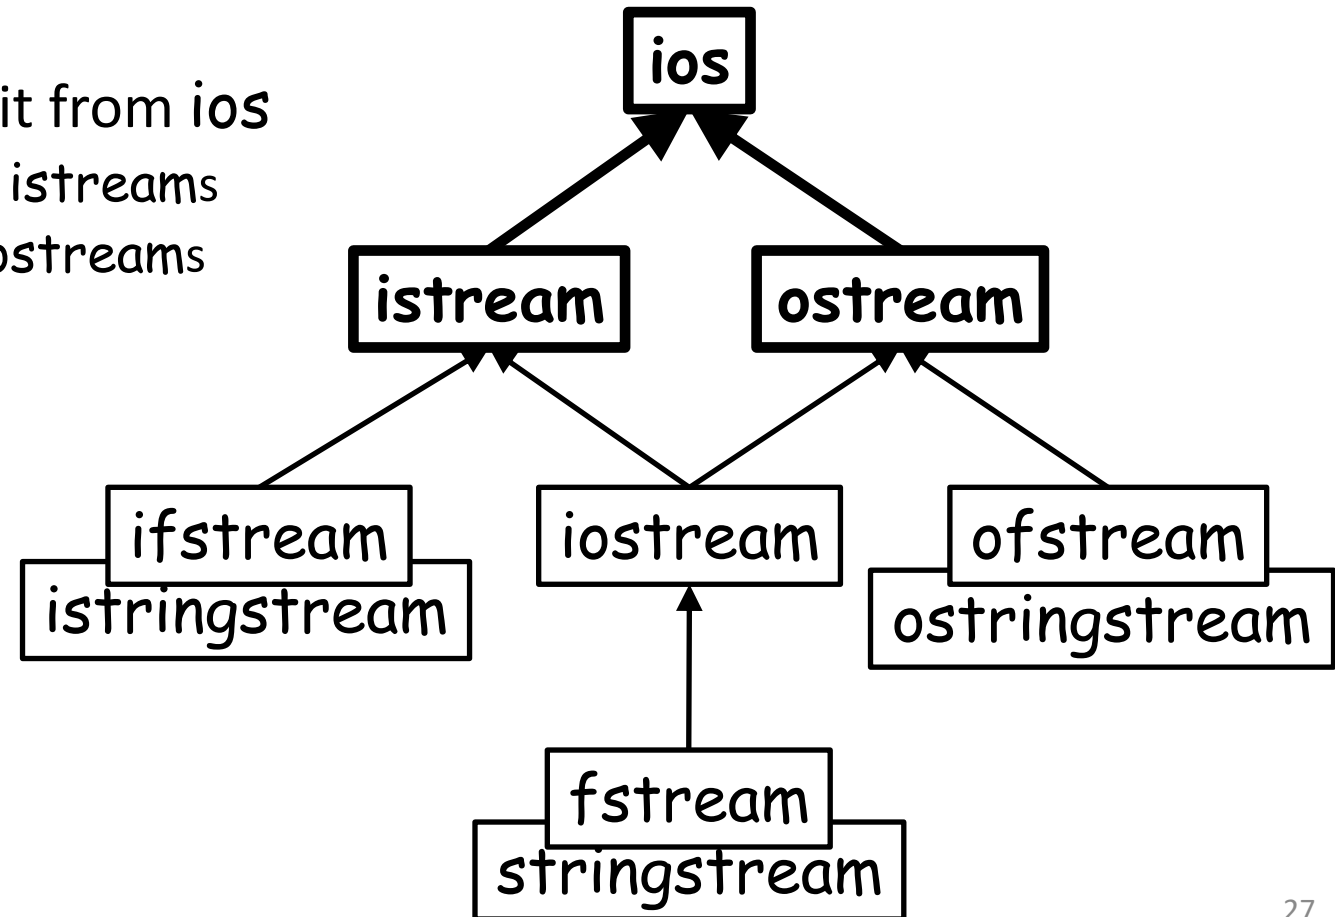 ios
it from ios
istreams
ostreams
istream ostream
ifstream iostream ofstream
istringstream ostringstream
fstream
stringstream
27